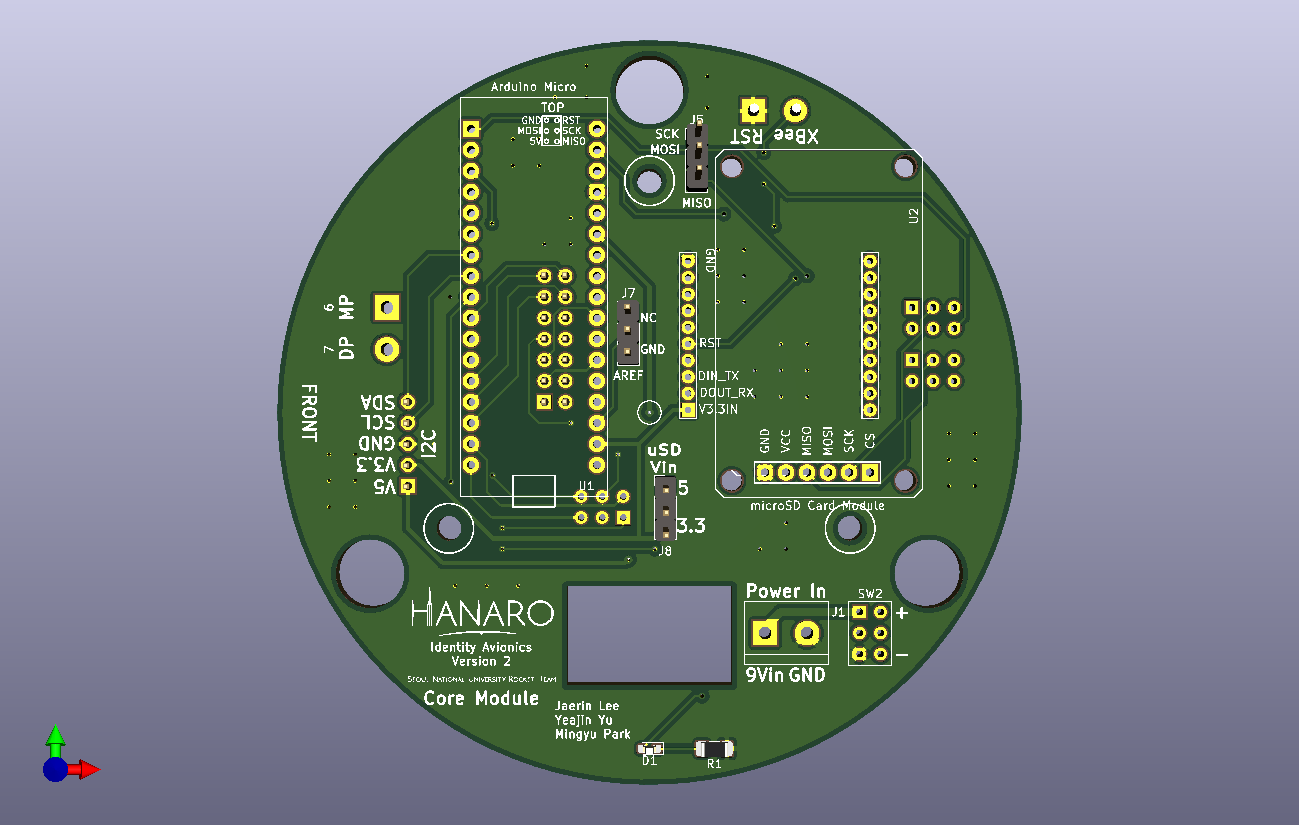 Arduino Micro
TOP
GND RST
MOSI SCK
5V MISO
J5
SCK
MOSI
MISO
RST XBee
U2
GND
RST
DIN_TX
DOUT_RX
V3.3IN
6 MP
7 DP
J7
NC
GND
AREF
FRONT
SDA
SCL
GND
V3.3
V5
I2C
GND
VCC
MISO
MOSI
SCK
CS
microSD Card Module
U1
uSD
Vin
5
3.3
J8
HANARO
Identity Avionics
Version 2
Seoul National University Rocket Team
Core Module
Jaerin Lee
Yeajin Yu
Mingyu Park
Power In
J1
9Vin GND
SW2
+
−
D1
R1